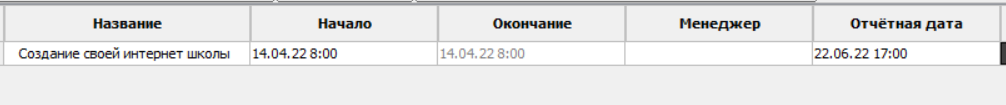 Название Начало Окончание Менеджер Отчётная дата
Создание своей интернет школы 14.04.22 8:00 14.04.22 8:00 22.06.22 17:00